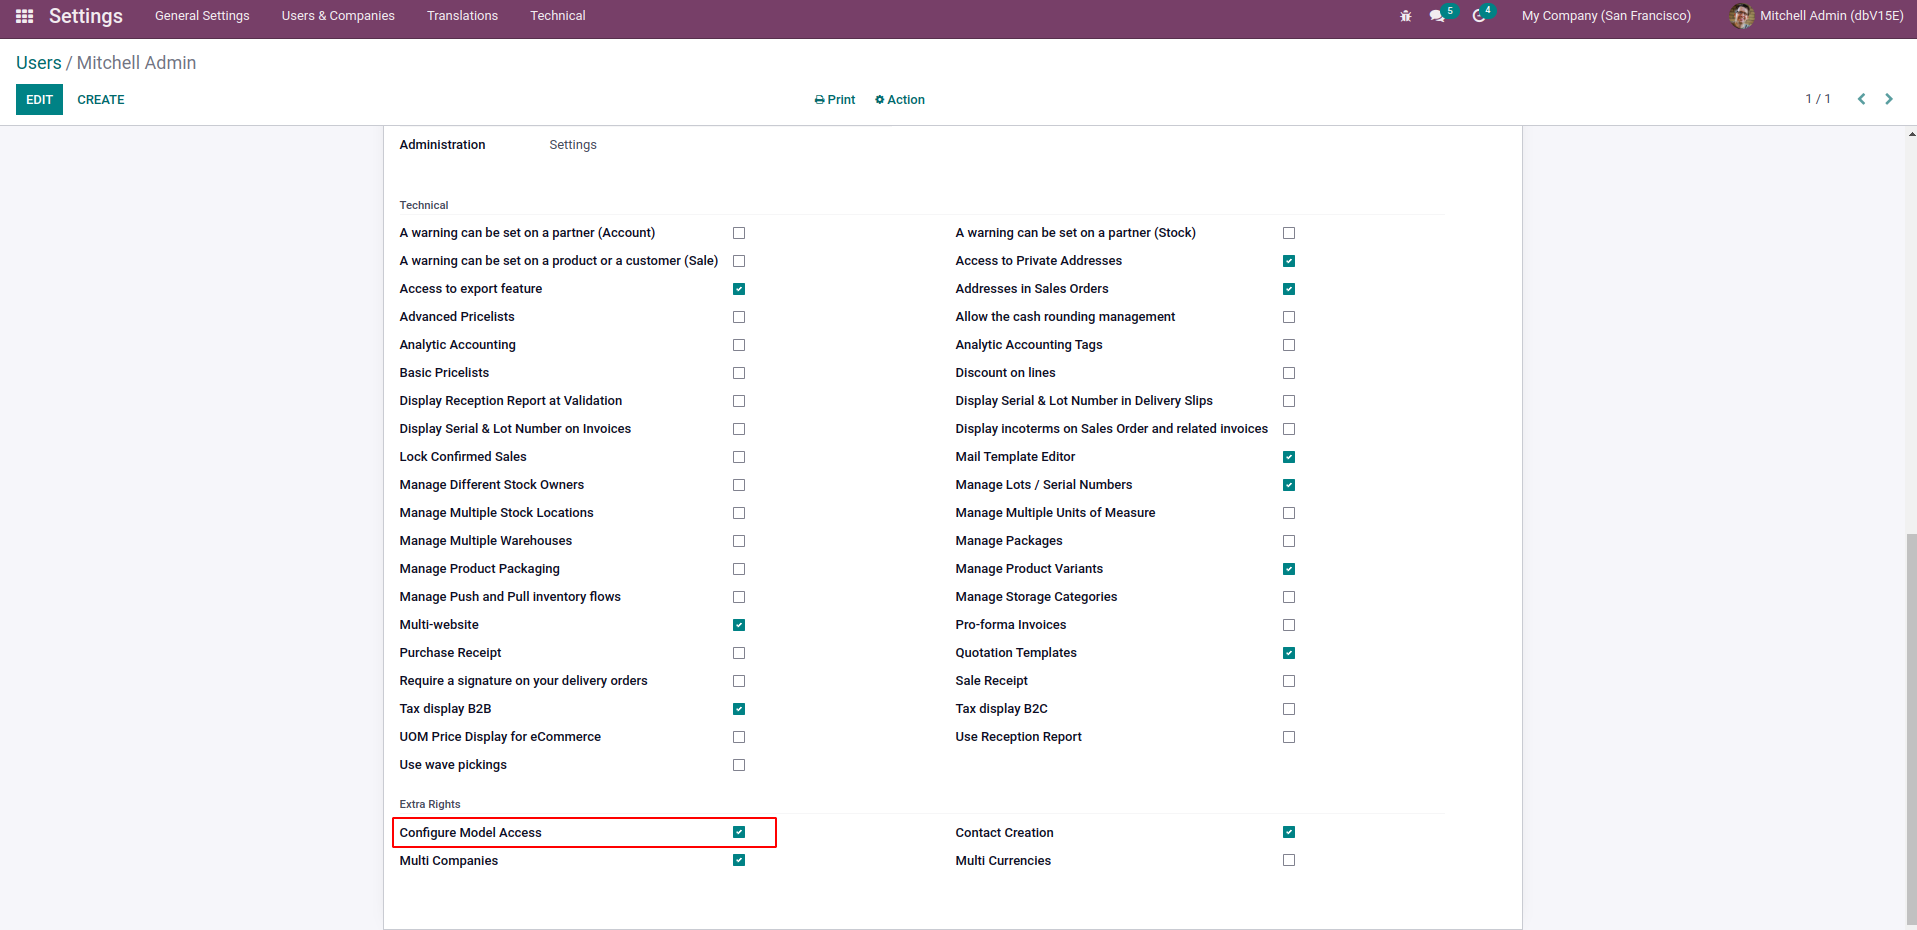 Settings General Settings Users & Companies Translations Technical 5 4 My Company (San Francisco) Mitchell Admin (dbV15E)
Users / Mitchell Admin
EDIT CREATE Print Action 1 / 1
Administration Settings
Technical
A warning can be set on a partner (Account) A warning can be set on a partner (Stock)
A warning can be set on a product or a customer (Sale) Access to Private Addresses
Access to export feature Addresses in Sales Orders
Advanced Pricelists Allow the cash rounding management
Analytic Accounting Analytic Accounting Tags
Basic Pricelists Discount on lines
Display Reception Report at Validation Display Serial & Lot Number in Delivery Slips
Display Serial & Lot Number on Invoices Display incoterms on Sales Order and related invoices
Lock Confirmed Sales Mail Template Editor
Manage Different Stock Owners Manage Lots / Serial Numbers
Manage Multiple Stock Locations Manage Multiple Units of Measure
Manage Multiple Warehouses Manage Packages
Manage Product Packaging Manage Product Variants
Manage Push and Pull inventory flows Manage Storage Categories
Multi-website Pro-forma Invoices
Purchase Receipt Quotation Templates
Require a signature on your delivery orders Sale Receipt
Tax display B2B Tax display B2C
UOM Price Display for eCommerce Use Reception Report
Use wave pickings
Extra Rights
Configure Model Access Contact Creation
Multi Companies Multi Currencies